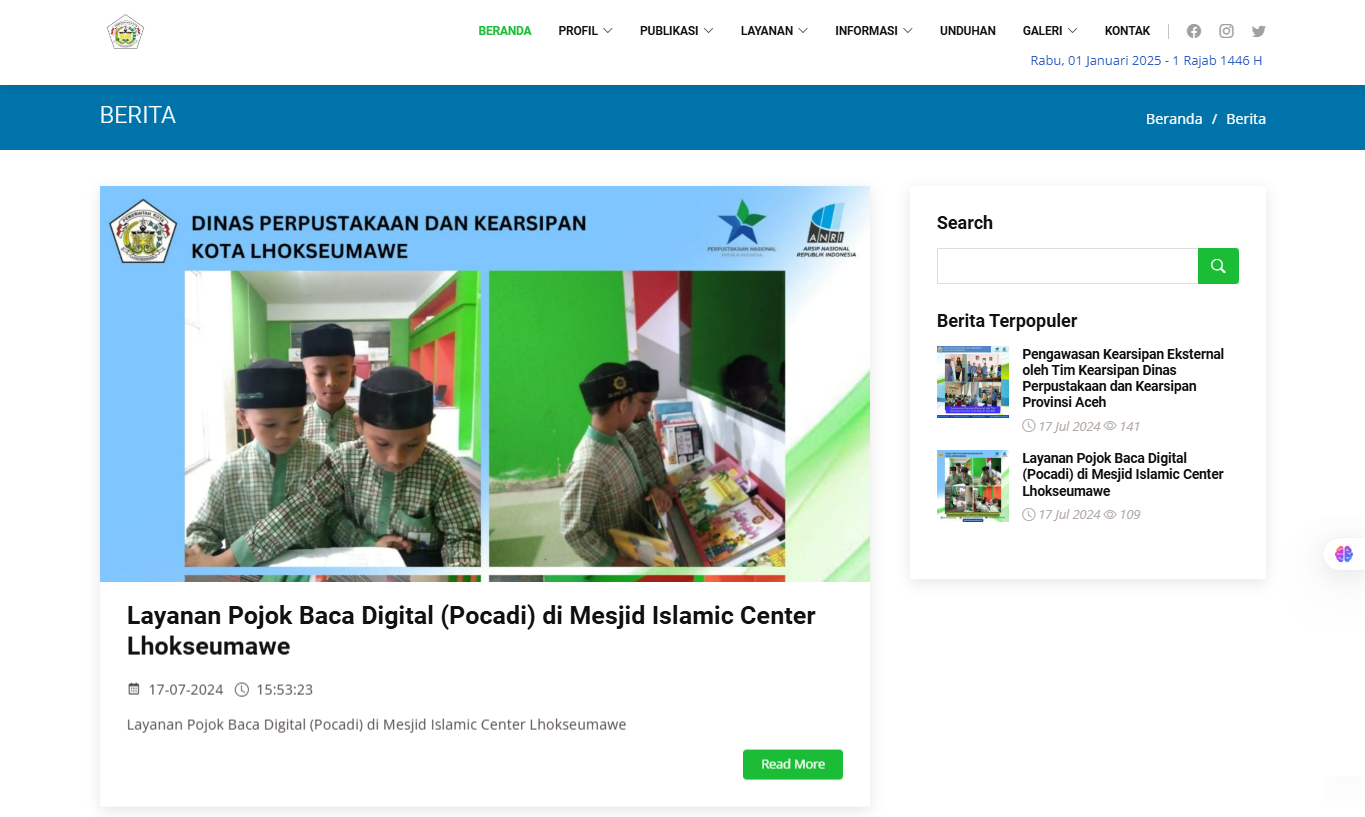 BERANDA PROFIL PUBLIKASI LAYANAN INFORMASI UNDUHAN GALERI KONTAK
Rabu, 01 Januari 2025 - 1 Rajab 1446 H
BERITA
Beranda / Berita
DINAS PERPUSTAKAAN DAN KEARSIPAN
KOTA LHOKSEUMAWE
PERPUSTAKAAN NASIONAL
REPUBLIK INDONESIA
ANRI
ARSIP NASIONAL
REPUBLIK INDONESIA
Layanan Pojok Baca Digital (Pocadi) di Mesjid Islamic Center
Lhokseumawe
17-07-2024 15:53:23
Layanan Pojok Baca Digital (Pocadi) di Mesjid Islamic Center Lhokseumawe
Read More
Search
Berita Terpopuler
Pengawasan Kearsipan Eksternal
oleh Tim Kearsipan Dinas
Perpustakaan dan Kearsipan
Provinsi Aceh
17 Jul 2024 141
Layanan Pojok Baca Digital
(Pocadi) di Mesjid Islamic Center
Lhokseumawe
17 Jul 2024 109